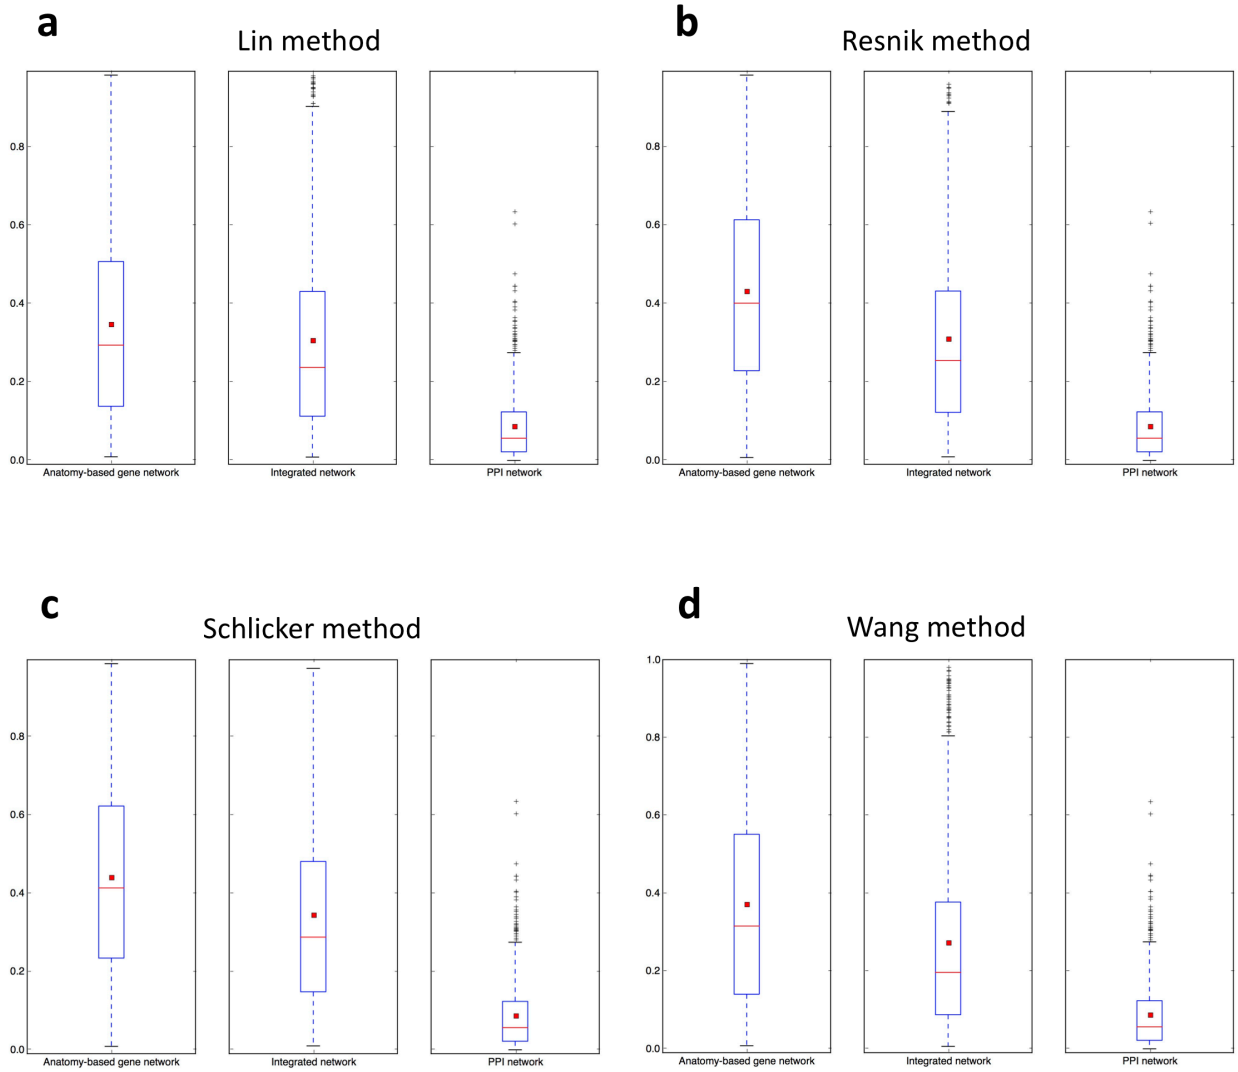 a
Lin method
0.8
0.6
0.4
0.2
0.0
Anatomy-based gene network
Integrated network
PPI network
b
Resnik method
0.8
0.6
0.4
0.2
0.0
Anatomy-based gene network
Integrated network
PPI network
c
Schlicker method
0.8
0.6
0.4
0.2
0.0
Anatomy-based gene network
Integrated network
PPI network
d
Wang method
1.0
0.8
0.6
0.4
0.2
0.0
Anatomy-based gene network
Integrated network
PPI network